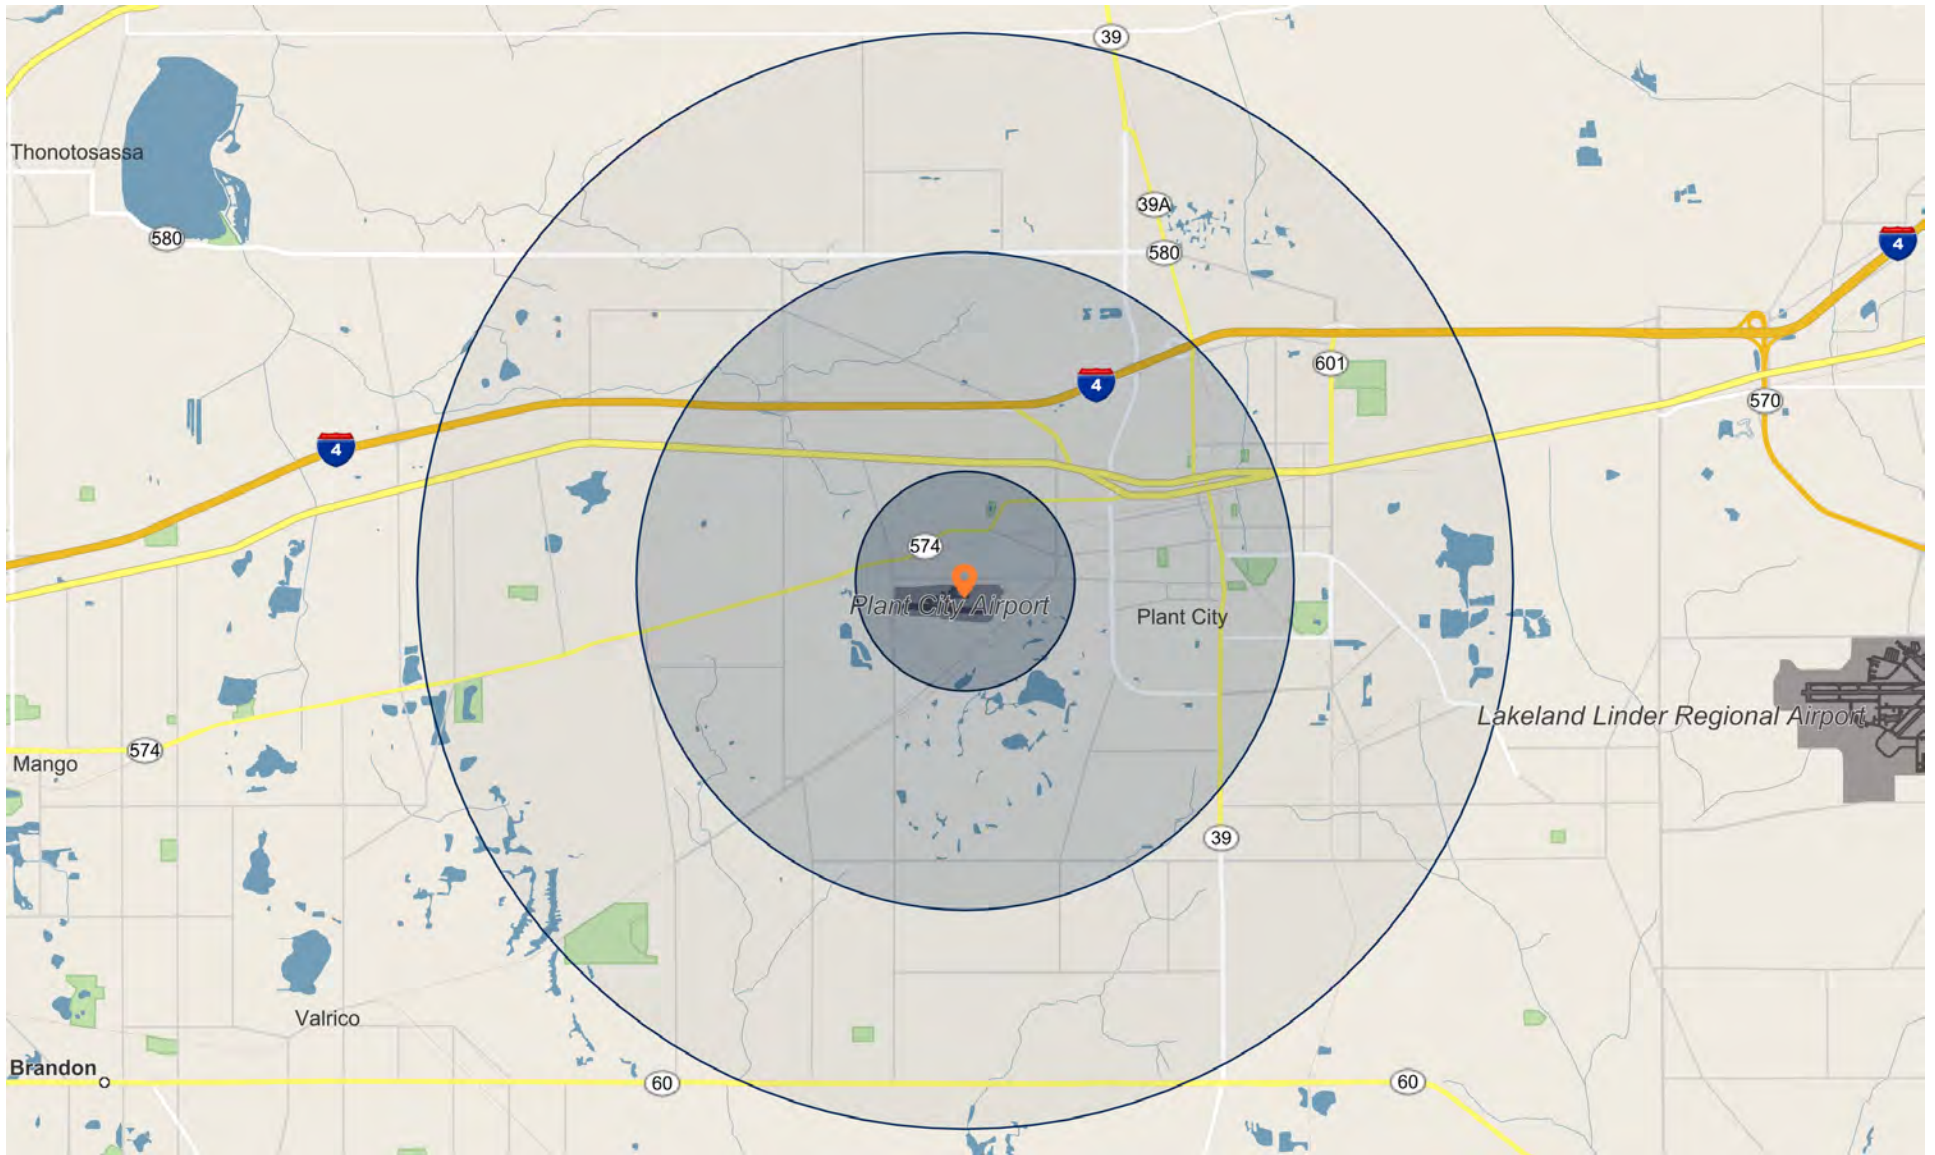 39
Thonotosassa
39A
580
580
4
4
601
570
4
574
Plant City Airport
Plant City
Lakeland Linder Regional Airport
574
Mango
39
Valrico
Brandon
60
60